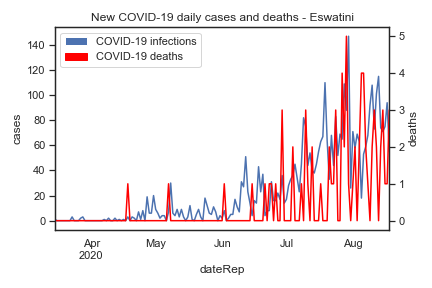 New COVID-19 daily cases and deaths - Eswatini
COVID-19 infections
COVID-19 deaths
140
120
100
80
60
40
20
0
cases
5
4
3
2
1
0
deaths
Apr
2020
May
Jun
Jul
Aug
dateRep